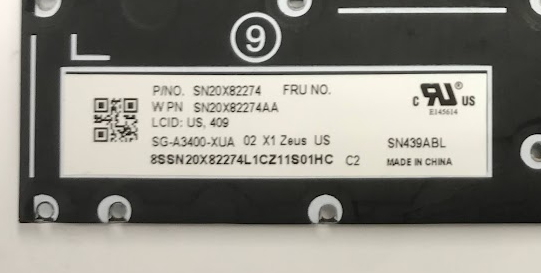 9
P/NO. SN20X82274 FRU NO.
W PN SN20X82274AA
LCID: US, 409
SG-A3400-XUA 02 X1 Zeus US
8SSN20X82274L1CZ11S01HC C2
c RU US
E145614
SN439ABL
MADE IN CHINA